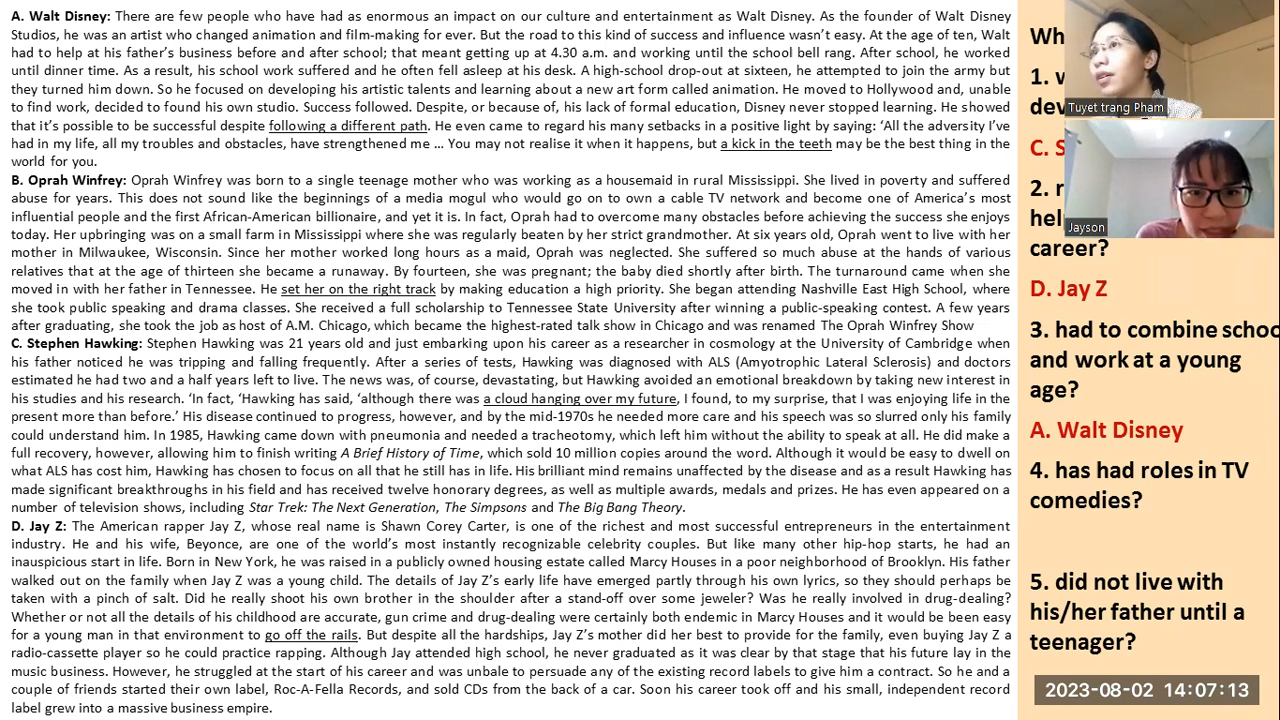 A. Walt Disney: There are few people who have had as enormous an impact on our culture and entertainment as Walt Disney. As the founder of Walt Disney
Studios, he was an artist who changed animation and film-making for ever. But the road to this kind of success and influence wasn't easy. At the age of ten, Walt
had to help at his father's business before and after school; that meant getting up at 4.30 a.m. and working until the school bell rang. After school, he worked
until dinner time. As a result, his school work suffered and he often fell asleep at his desk. A high-school drop-out at sixteen, he attempted to join the army but
they turned him down. So he focused on developing his artistic talents and learning about a new art form called animation. He moved to Hollywood and, unable
to find work, decided to found his own studio. Success followed. Despite, or because of, his lack of formal education, Disney never stopped learning. He showed
that it's possible to be successful despite following a different path. He even came to regard his many setbacks in a positive light by saying: 'All the adversity I've
had in my life, all my troubles and obstacles, have strengthened me … You may not realise it when it happens, but a kick in the teeth may be the best thing in the
world for you.
B. Oprah Winfrey: Oprah Winfrey was born to a single teenage mother who was working as a housemaid in rural Mississippi. She lived in poverty and suffered
abuse for years. This does not sound like the beginnings of a media mogul who would go on to own a cable TV network and become one of America's most
influential people and the first African-American billionaire, and yet it is. In fact, Oprah had to overcome many obstacles before achieving the success she enjoys
today. Her upbringing was on a small farm in Mississippi where she was regularly beaten by her strict grandmother. At six years old, Oprah went to live with her
mother in Milwaukee, Wisconsin. Since her mother worked long hours as a maid, Oprah was neglected. She suffered so much abuse at the hands of various
relatives that at the age of thirteen she became a runaway. By fourteen, she was pregnant; the baby died shortly after birth. The turnaround came when she
moved in with her father in Tennessee. He set her on the right track by making education a high priority. She began attending Nashville East High School, where
she took public speaking and drama classes. She received a full scholarship to Tennessee State University after winning a public-speaking contest. A few years
after graduating, she took the job as host of A.M. Chicago, which became the highest-rated talk show in Chicago and was renamed The Oprah Winfrey Show
C. Stephen Hawking: Stephen Hawking was 21 years old and just embarking upon his career as a researcher in cosmology at the University of Cambridge when
his father noticed he was tripping and falling frequently. After a series of tests, Hawking was diagnosed with ALS (Amyotrophic Lateral Sclerosis) and doctors
estimated he had two and a half years left to live. The news was, of course, devastating, but Hawking avoided an emotional breakdown by taking new interest in
his studies and his research. 'In fact, 'Hawking has said, 'although there was a cloud hanging over my future, I found, to my surprise, that I was enjoying life in the
present more than before.' His disease continued to progress, however, and by the mid-1970s he needed more care and his speech was so slurred only his family
could understand him. In 1985, Hawking came down with pneumonia and needed a tracheotomy, which left him without the ability to speak at all. He did make a
full recovery, however, allowing him to finish writing A Brief History of Time, which sold 10 million copies around the word. Although it would be easy to dwell on
what ALS has cost him, Hawking has chosen to focus on all that he still has in life. His brilliant mind remains unaffected by the disease and as a result Hawking has
made significant breakthroughs in his field and has received twelve honorary degrees, as well as multiple awards, medals and prizes. He has even appeared on a
number of television shows, including Star Trek: The Next Generation, The Simpsons and The Big Bang Theory.
D. Jay Z: The American rapper Jay Z, whose real name is Shawn Corey Carter, is one of the richest and most successful entrepreneurs in the entertainment
industry. He and his wife, Beyonce, are one of the world's most instantly recognizable celebrity couples. But like many other hip-hop starts, he had an
inauspicious start in life. Born in New York, he was raised in a publicly owned housing estate called Marcy Houses in a poor neighborhood of Brooklyn. His father
walked out on the family when Jay Z was a young child. The details of Jay Z's early life have emerged partly through his own lyrics, so they should perhaps be
taken with a pinch of salt. Did he really shoot his own brother in the shoulder after a stand-off over some jeweler? Was he really involved in drug-dealing?
Whether or not all the details of his childhood are accurate, gun crime and drug-dealing were certainly both endemic in Marcy Houses and it would be been easy
for a young man in that environment to go off the rails. But despite all the hardships, Jay Z's mother did her best to provide for the family, even buying Jay Z a
radio-cassette player so he could practice rapping. Although Jay attended high school, he never graduated as it was clear by that stage that his future lay in the
music business. However, he struggled at the start of his career and was unbale to persuade any of the existing record labels to give him a contract. So he and a
couple of friends started their own label, Roc-A-Fella Records, and sold CDs from the back of a car. Soon his career took off and his small, independent record
label grew into a massive business empire.
Wh
1. w
dev
C. S
2. r
hel
career?
D. Jay Z
3. had to combine schoo
and work at a young
age?
A. Walt Disney
4. has had roles in TV
comedies?
5. did not live with
his/her father until a
teenager?
Tuyet trang Pham
Jayson
2023-08-02 14:07:13